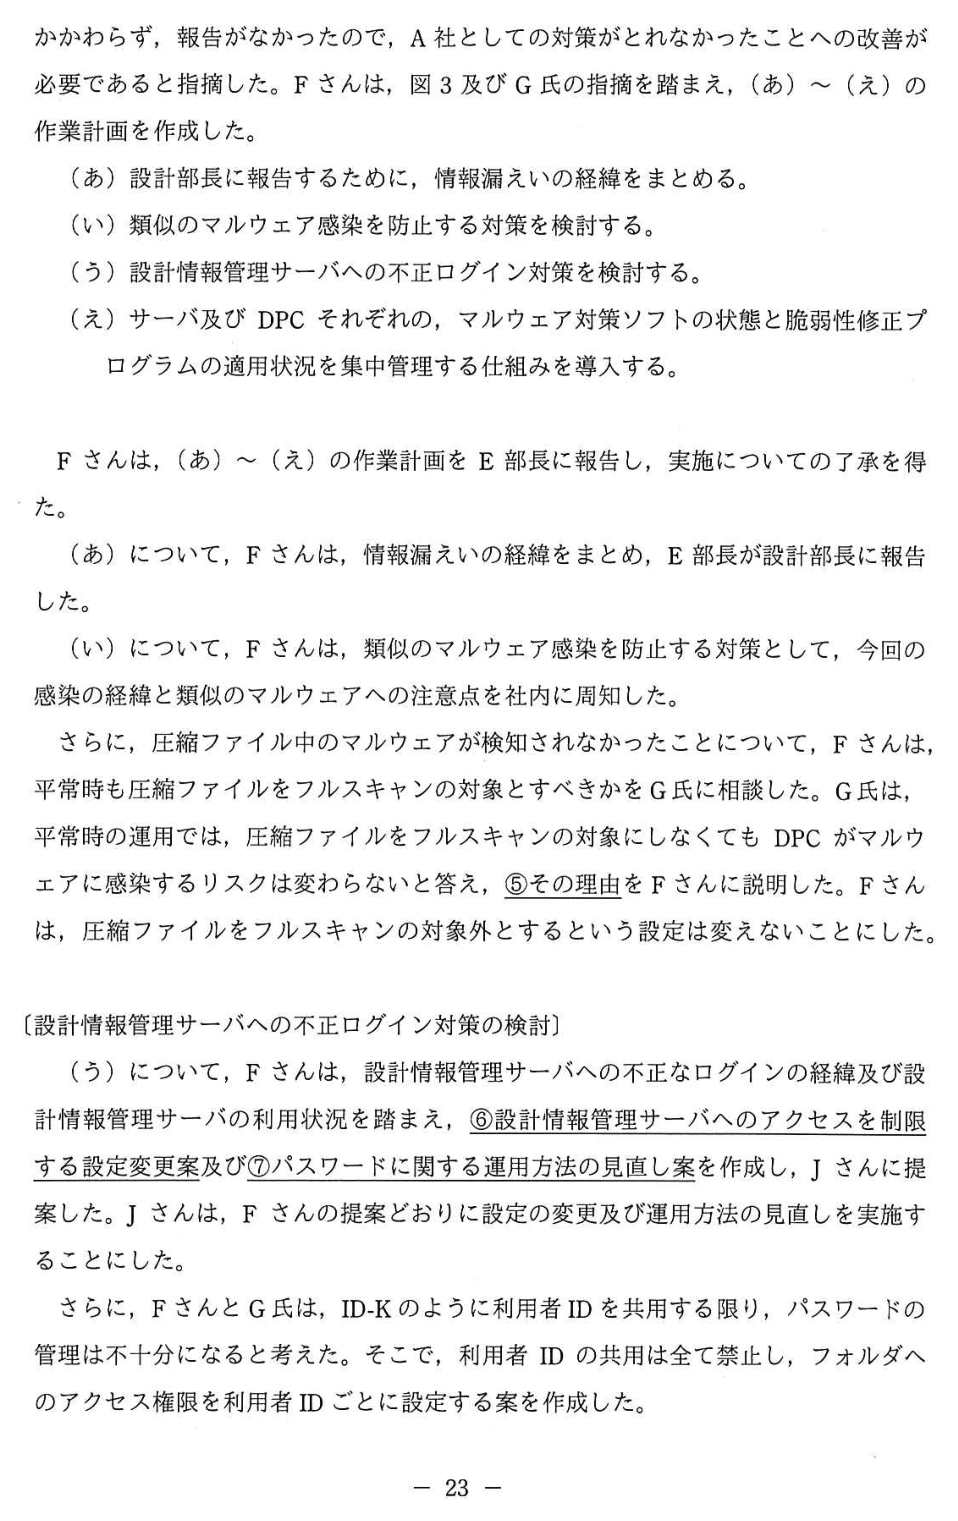 かかわらず，報告がなかったので，A 社としての対策がとれなかったことへの改善が
必要であると指摘した。F さんは，図 3 及び G 氏の指摘を踏まえ，（あ）～（え）の
作業計画を作成した。
（あ）設計部長に報告するために，情報漏えいの経緯をまとめる。
（い）類似のマルウェア感染を防止する対策を検討する。
（う）設計情報管理サーバへの不正ログイン対策を検討する。
（え）サーバ及び DPC それぞれの，マルウェア対策ソフトの状態と脆弱性修正プ
ログラムの適用状況を集中管理する仕組みを導入する。
F さんは，（あ）～（え）の作業計画を E 部長に報告し，実施についての了承を得
た。
（あ）について，F さんは，情報漏えいの経緯をまとめ，E 部長が設計部長に報告
した。
（い）について，F さんは，類似のマルウェア感染を防止する対策として，今回の
感染の経緯と類似のマルウェアへの注意点を社内に周知した。
さらに，圧縮ファイル中のマルウェアが検知されなかったことについて，F さんは，
平常時も圧縮ファイルをフルスキャンの対象とすべきかを G 氏に相談した。G 氏は，
平常時の運用では，圧縮ファイルをフルスキャンの対象にしなくても DPC がマルウ
ェアに感染するリスクは変わらないと答え，⑤その理由を F さんに説明した。F さん
は，圧縮ファイルをフルスキャンの対象外とするという設定は変えないことにした。
〔設計情報管理サーバへの不正ログイン対策の検討〕
（う）について，F さんは，設計情報管理サーバへの不正なログインの経緯及び設
計情報管理サーバの利用状況を踏まえ，⑥設計情報管理サーバへのアクセスを制限
する設定変更案及び⑦パスワードに関する運用方法の見直し案を作成し，J さんに提
案した。J さんは，F さんの提案どおりに設定の変更及び運用方法の見直しを実施す
ることにした。
さらに，F さんと G 氏は，ID-K のように利用者 ID を共用する限り，パスワードの
管理は不十分になると考えた。そこで，利用者 ID の共用は全て禁止し，フォルダへ
のアクセス権限を利用者 ID ごとに設定する案を作成した。
－ 23 －